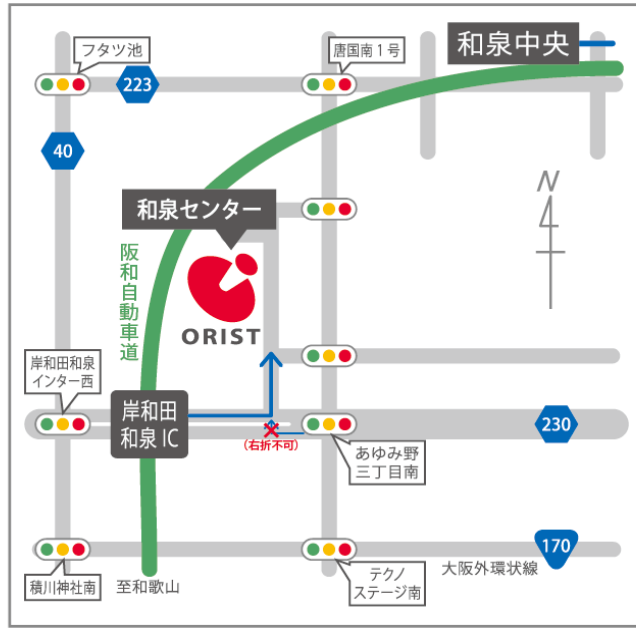 フタツ池
唐国南1号
和泉中央
223
40
N
和泉センター
阪和自動車道
ORIST
岸和田和泉
インター西
岸和田
和泉IC
(右折不可)
あゆみ野
三丁目南
230
170
積川神社南
至和歌山
テクノ
ステージ南
大阪外環状線